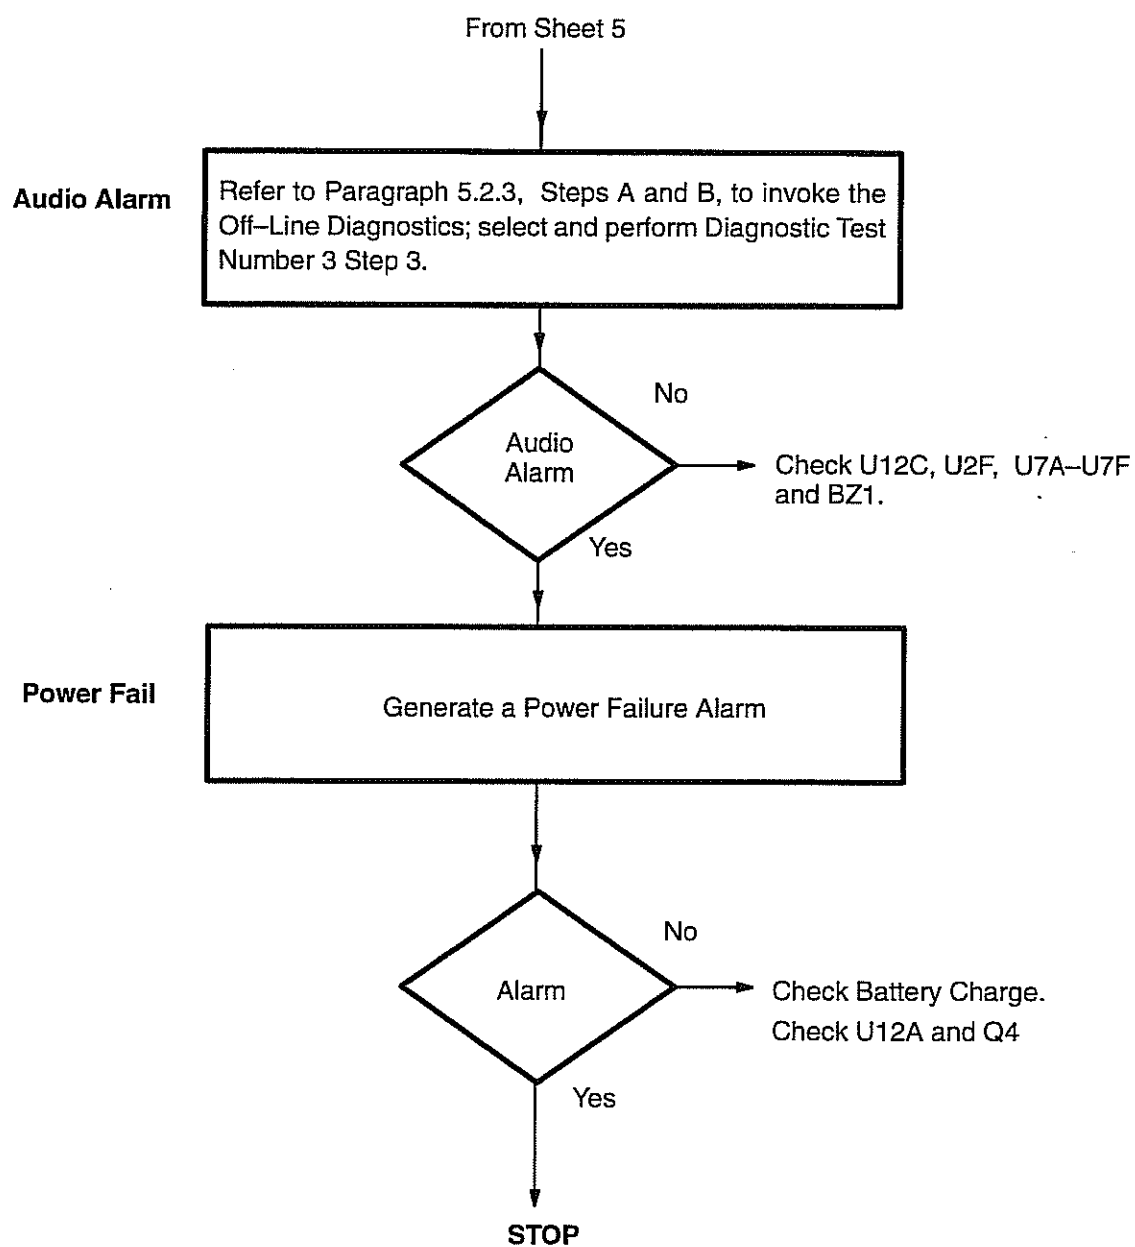 From Sheet 5
Audio Alarm
Refer to Paragraph 5.2.3, Steps A and B, to invoke the
Off–Line Diagnostics; select and perform Diagnostic Test
Number 3 Step 3.
No
Audio
Alarm
Check U12C, U2F, U7A–U7F
and BZ1.
Yes
Power Fail
Generate a Power Failure Alarm
No
Alarm
Check Battery Charge.
Check U12A and Q4
Yes
STOP